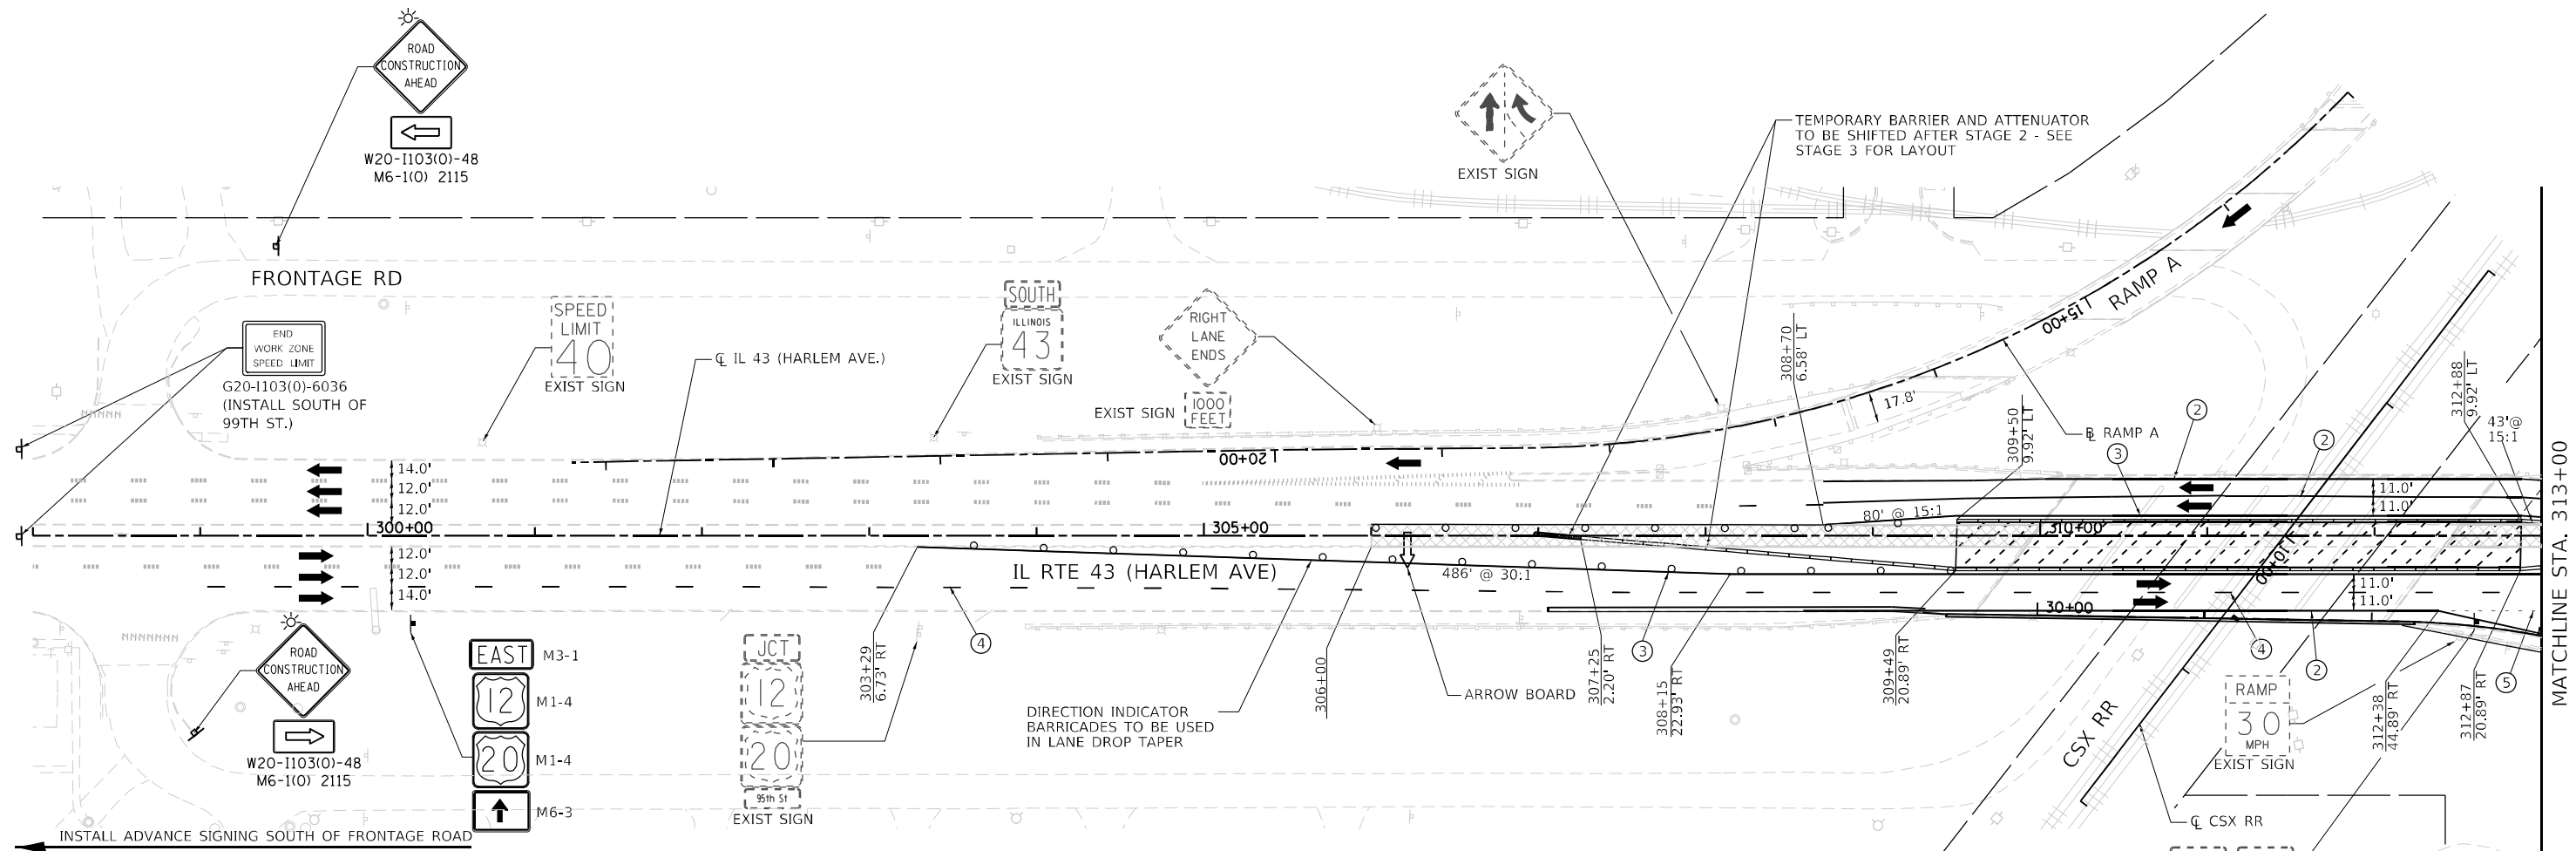 ROAD
CONSTRUCTION
AHEAD
W20-I103(0)-48
M6-1(0) 2115
FRONTAGE RD
END
WORK ZONE
SPEED LIMIT
G20-I103(0)-6036
(INSTALL SOUTH OF
99TH ST.)
SPEED
LIMIT
40
EXIST SIGN
℄ IL 43 (HARLEM AVE.)
SOUTH
ILLINOIS
43
EXIST SIGN
RIGHT
LANE
ENDS
EXIST SIGN
1000
FEET
EXIST SIGN
TEMPORARY BARRIER AND ATTENUATOR
TO BE SHIFTED AFTER STAGE 2 - SEE
STAGE 3 FOR LAYOUT
RAMP A
15+00
17.8'
308+70
6.58' LT
309+50
9.92' LT
B RAMP A
3
2
2
312+88
9.92' LT
43'@
15:1
MATCHLINE STA. 313+00
20+00
14.0'
12.0'
12.0'
300+00
305+00
80' @ 15:1
310+00
11.0'
11.0'
12.0'
12.0'
14.0'
IL RTE 43 (HARLEM AVE)
486' @ 30:1
10+00
11.0'
11.0'
30+00
ROAD
CONSTRUCTION
AHEAD
W20-I103(0)-48
M6-1(0) 2115
EAST M3-1
12 M1-4
20 M1-4
M6-3
JCT
12
20
95th St
EXIST SIGN
303+29
6.73' RT
4
DIRECTION INDICATOR
BARRICADES TO BE USED
IN LANE DROP TAPER
306+00
ARROW BOARD
307+25
2.20' RT
3
308+15
22.93' RT
309+49
20.89' RT
CSX RR
4
2
RAMP
30
MPH
EXIST SIGN
312+38
44.89' RT
312+87
20.89' RT
5
℄ CSX RR
INSTALL ADVANCE SIGNING SOUTH OF FRONTAGE ROAD